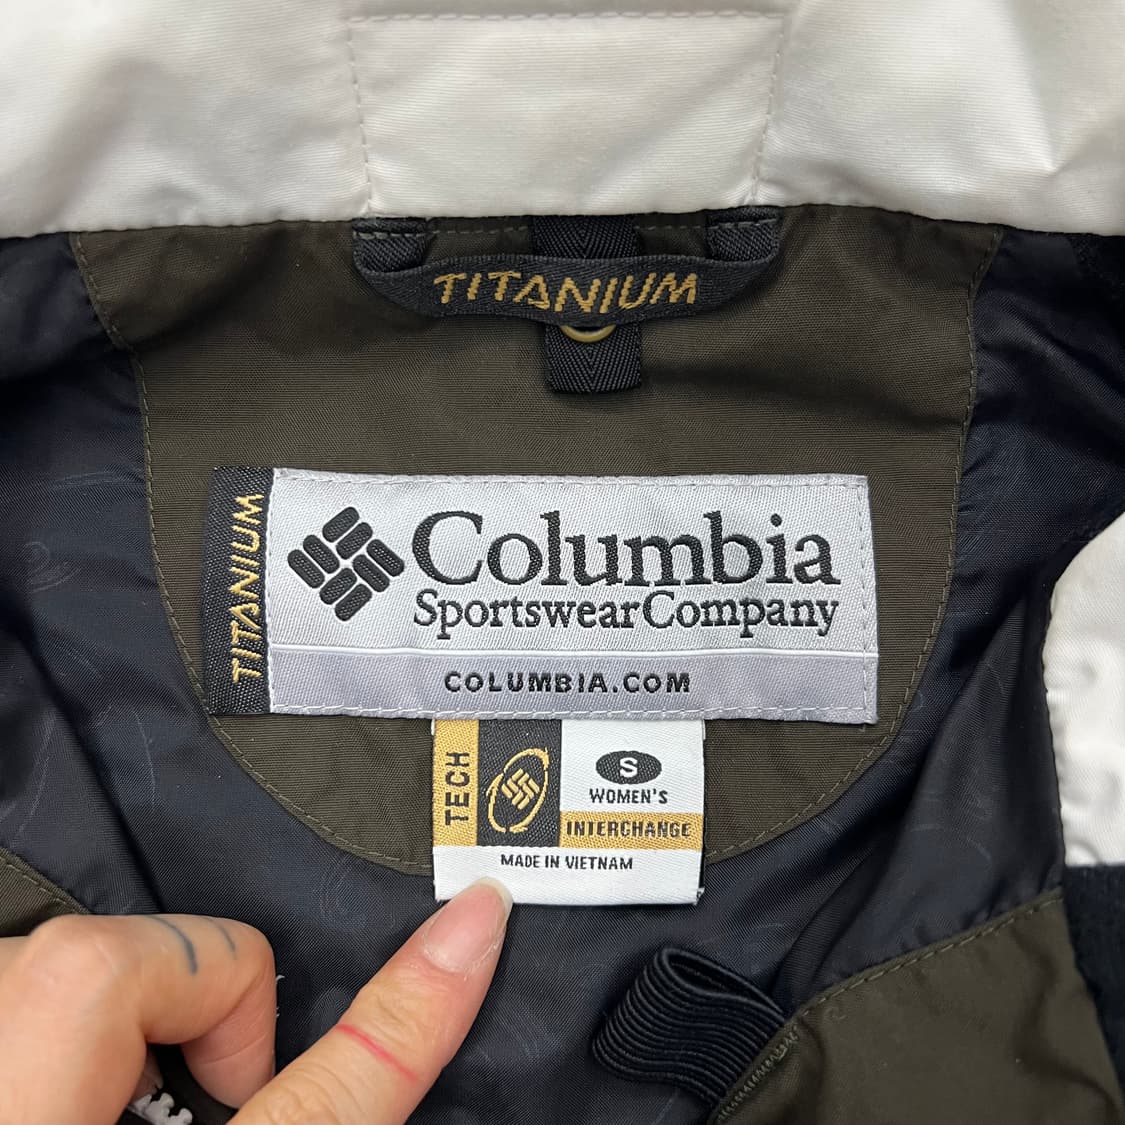 TITANIUM
TITANIUM
Columbia
Sportswear Company
COLUMBIA.COM
TECH
S
WOMEN'S
INTERCHANGE
MADE IN VIETNAM